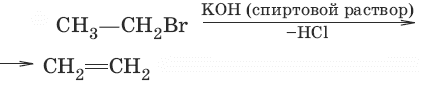 CH₃—CH₂Br KOH (спиртовой раствор) −HCl →
→ CH₂=CH₂